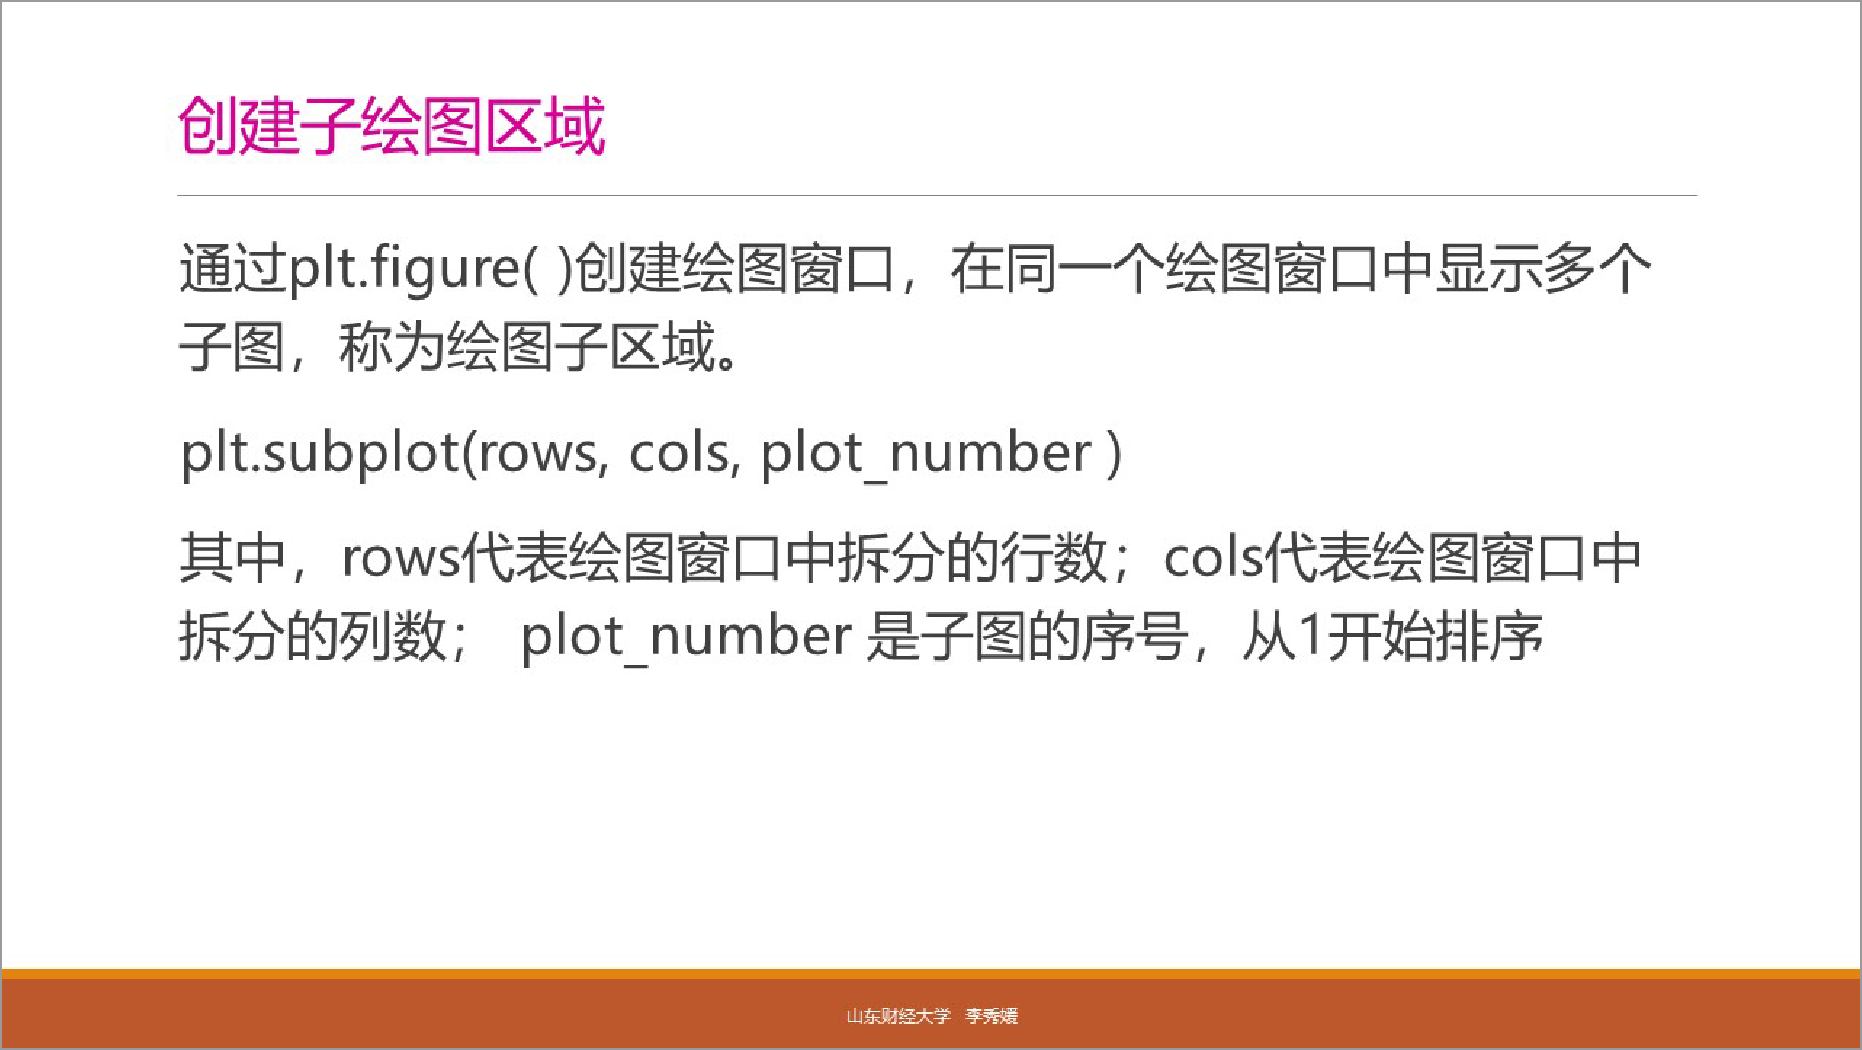 创建子绘图区域
通过plt.figure( )创建绘图窗口，在同一个绘图窗口中显示多个
子图，称为绘图子区域。
plt.subplot(rows, cols, plot_number )
其中，rows代表绘图窗口中拆分的行数；cols代表绘图窗口中
拆分的列数； plot_number 是子图的序号，从1开始排序
山东财经大学 李秀媛